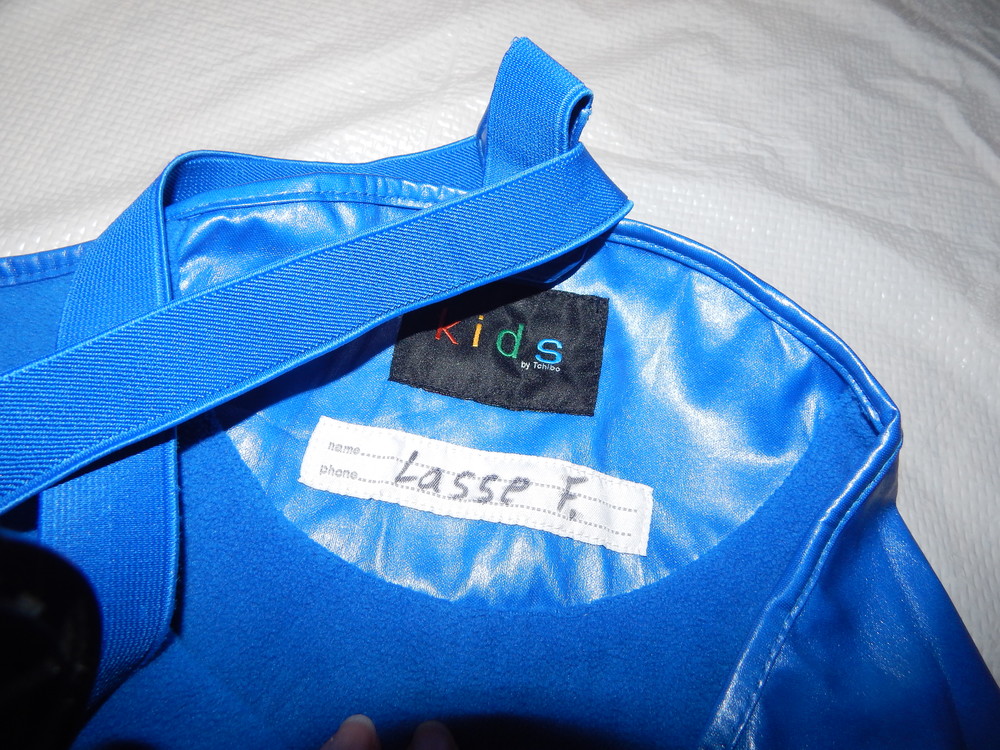 kids
by Tchibo
name
Lasse F.
phone